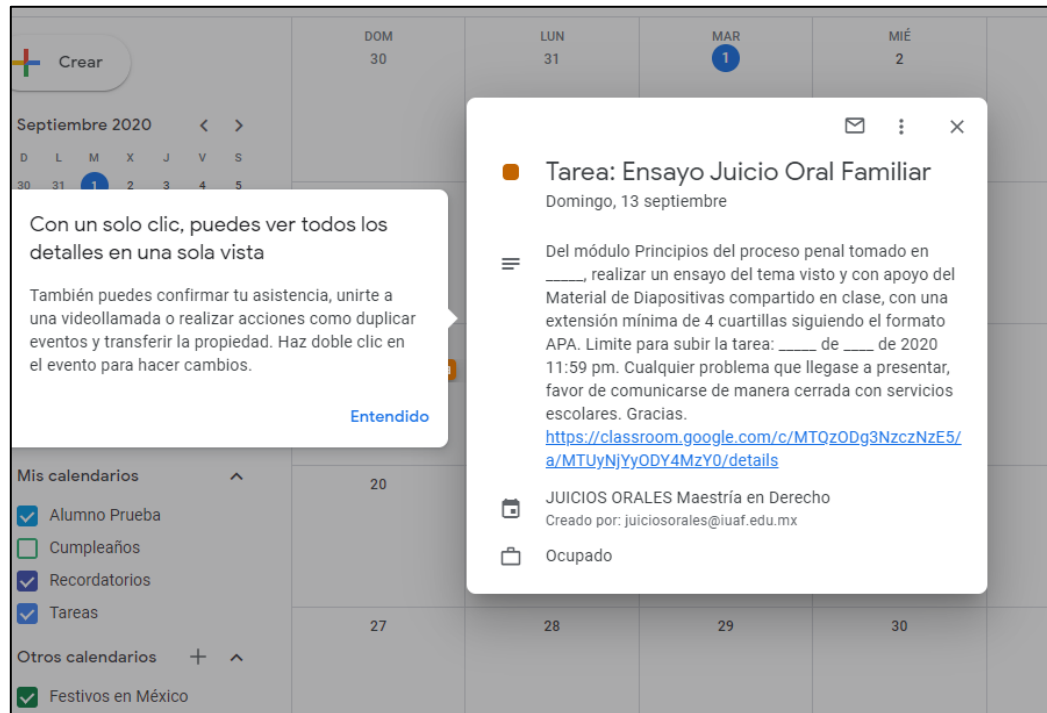 Crear
Septiembre 2020
D L M X J V S
30 31 1 2 3 4 5
DOM LUN MAR MIÉ
30 31 1 2
Con un solo clic, puedes ver todos los
detalles en una sola vista
También puedes confirmar tu asistencia, unirte a
una videollamada o realizar acciones como duplicar
eventos y transferir la propiedad. Haz doble clic en
el evento para hacer cambios.
Entendido
Tarea: Ensayo Juicio Oral Familiar
Domingo, 13 septiembre
Del módulo Principios del proceso penal tomado en
_____, realizar un ensayo del tema visto y con apoyo del
Material de Diapositivas compartido en clase, con una
extensión mínima de 4 cuartillas siguiendo el formato
APA. Limite para subir la tarea: _____ de ____ de 2020
11:59 pm. Cualquier problema que llegase a presentar,
favor de comunicarse de manera cerrada con servicios
escolares. Gracias.
https://classroom.google.com/c/MTQzODg3NzczNzE5/
a/MTUyNjYyODY4MzY0/details
JUICIOS ORALES Maestría en Derecho
Creado por: juiciosorales@iuaf.edu.mx
Ocupado
Mis calendarios
Alumno Prueba
Cumpleaños
Recordatorios
Tareas
Otros calendarios
Festivos en México
20
27 28 29 30